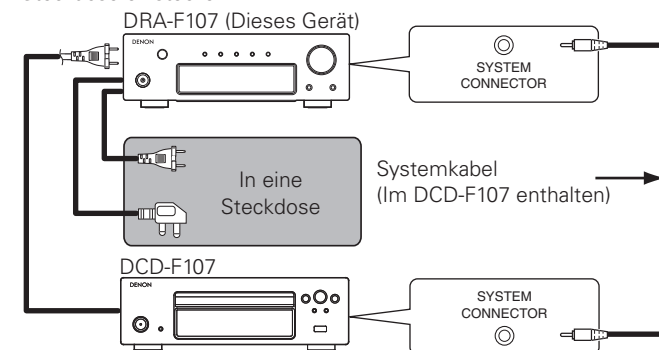 DRA-F107 (Dieses Gerät)
DENON
SYSTEM
CONNECTOR
In eine
Steckdose
Systemkabel
(Im DCD-F107 enthalten)
DCD-F107
DENON
SYSTEM
CONNECTOR